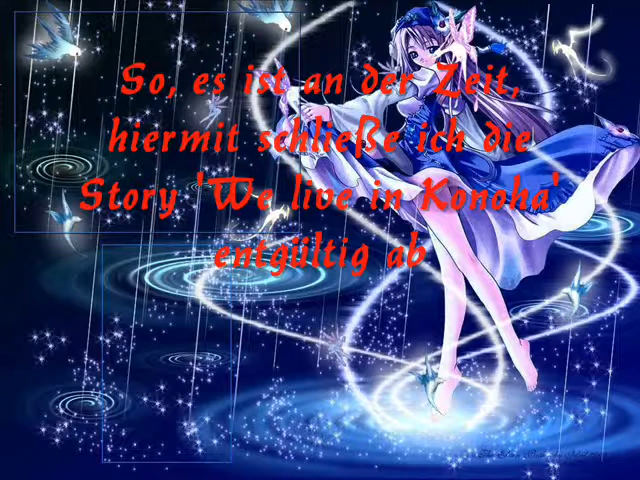 So, es ist an der Zeit,
hiermit schließe ich die
Story 'We live in Konoha'
entgültig ab